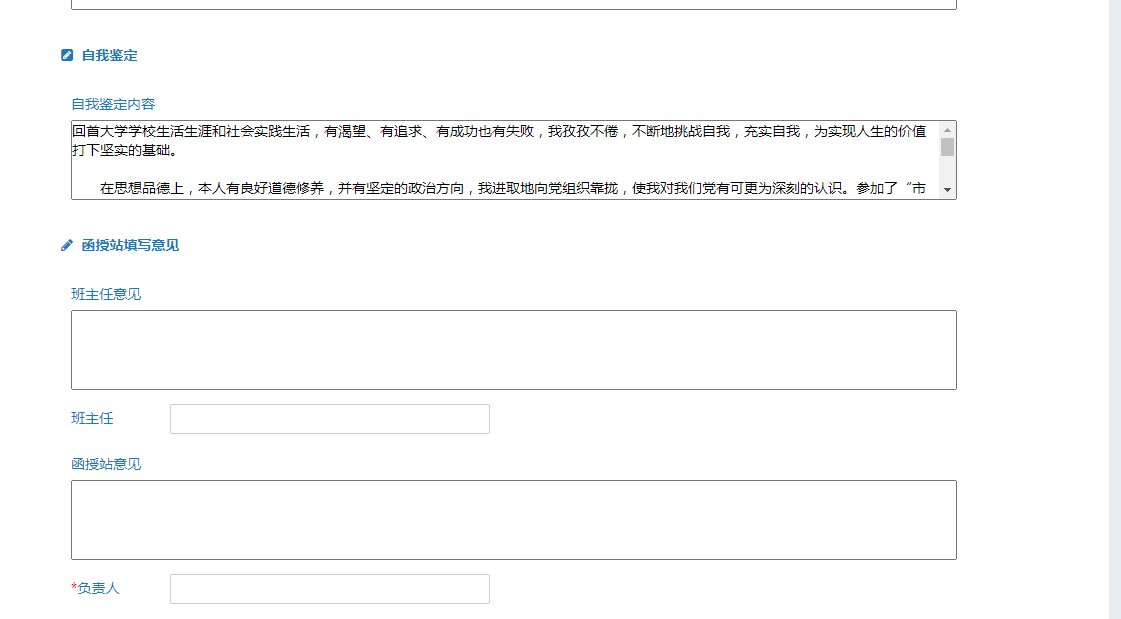 自我鉴定
自我鉴定内容
回首大学学校生活生涯和社会实践生活，有渴望、有追求、有成功也有失败，我孜孜不倦，不断地挑战自我，充实自我，为实现人生的价值
打下坚实的基础。
在思想品德上，本人有良好道德修养，并有坚定的政治方向，我进取地向党组织靠拢，使我对我们党有可更为深刻的认识。参加了“市
函授站填写意见
班主任意见
班主任
函授站意见
*负责人